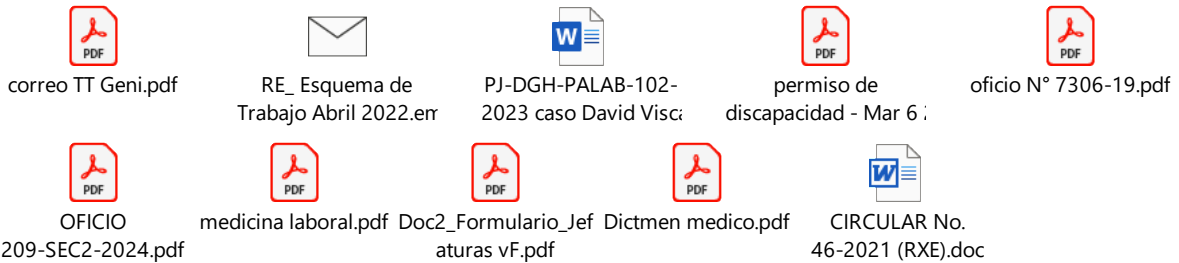 PDF
W
PDF
PDF
correo TT Geni.pdf
RE_ Esquema de
Trabajo Abril 2022.em
PJ-DGH-PALAB-102-
2023 caso David Visca
permiso de
discapacidad - Mar 6
oficio N° 7306-19.pdf
PDF
PDF
PDF
PDF
W
OFICIO
209-SEC2-2024.pdf
medicina laboral.pdf
Doc2_Formulario_Jef
aturas vF.pdf
Dictmen medico.pdf
CIRCULAR No.
46-2021 (RXE).doc